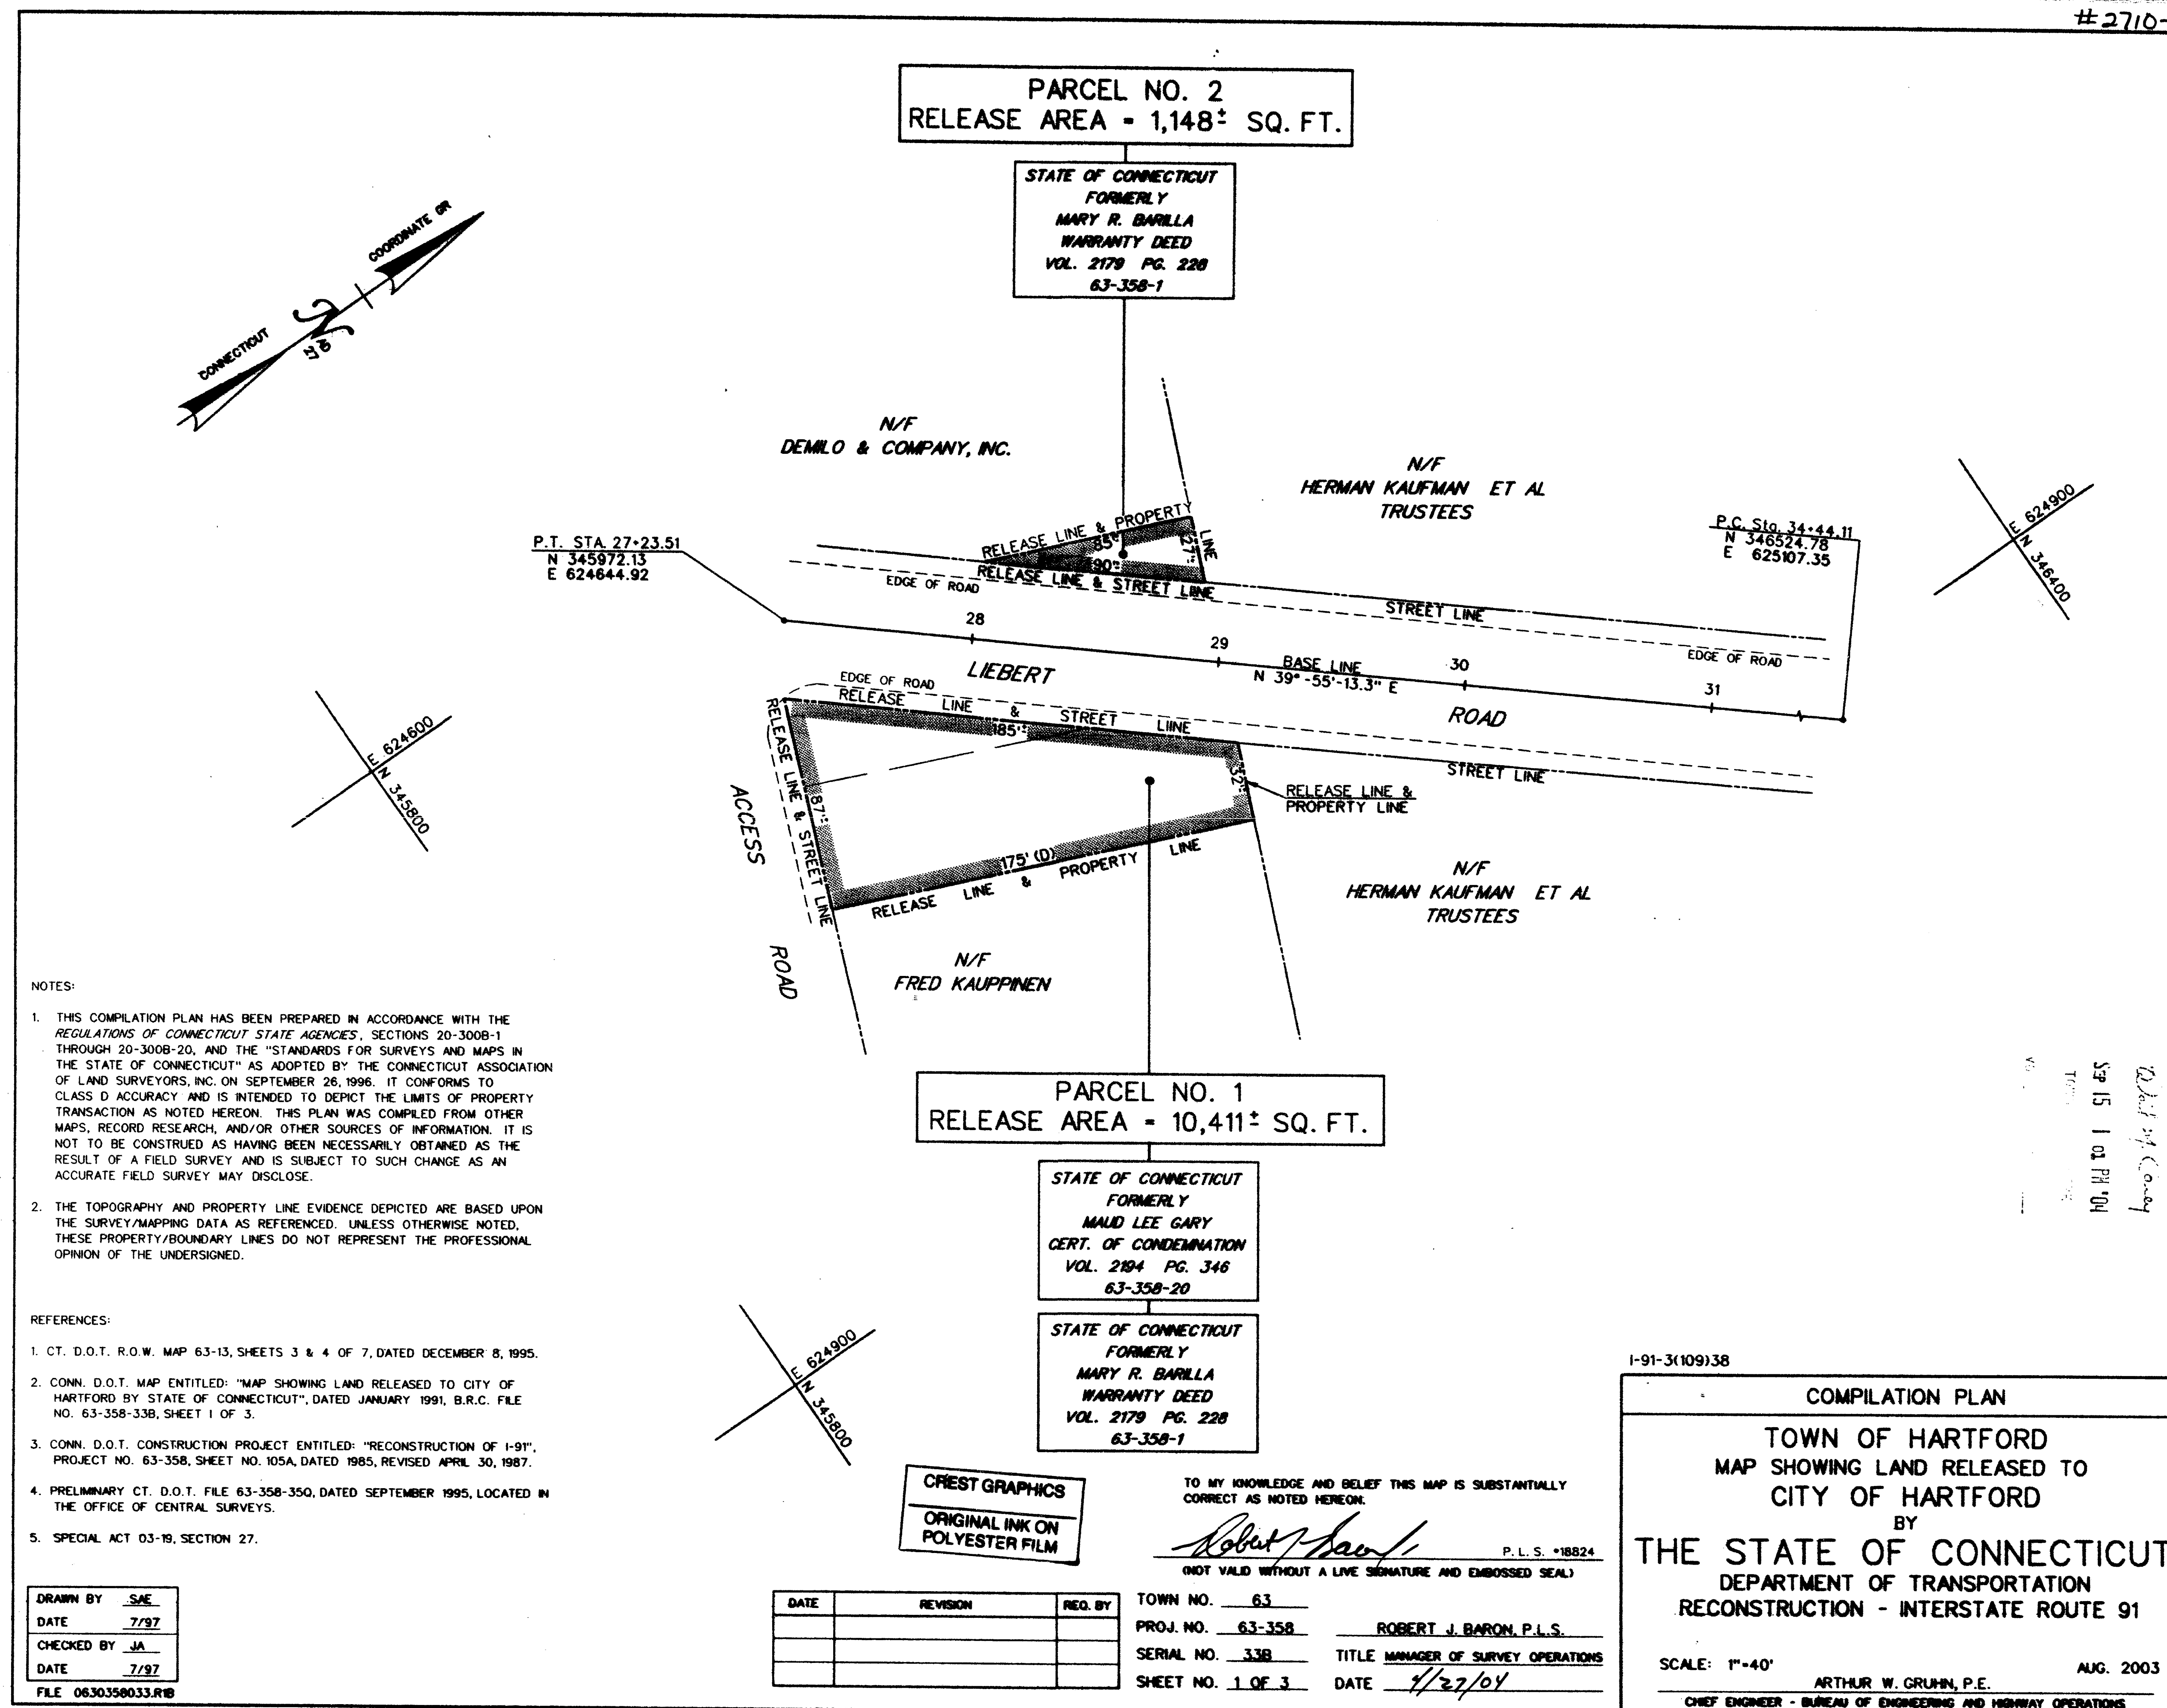 #2710-
PARCEL NO. 2
RELEASE AREA = 1,148± SQ. FT.
STATE OF CONNECTICUT
FORMERLY
MARY R. BARILLA
WARRANTY DEED
VOL. 2179 PG. 228
63-358-1
CONNECTICUT
COORDINATE GR
N/F
DEMILO & COMPANY, INC.
N/F
HERMAN KAUFMAN ET AL
TRUSTEES
P.T. STA. 27+23.51
N 345972.13
E 624644.92
P.C. Sta. 34+44.11
N 346524.78
E 625107.35
E 624900
N 346400
RELEASE LINE & PROPERTY LINE
85'±
90'±
27'±
RELEASE LINE & STREET LINE
EDGE OF ROAD
STREET LINE
EDGE OF ROAD
28
29
30
31
BASE LINE
N 39° -55'-13.3" E
LIEBERT
ROAD
EDGE OF ROAD
RELEASE LINE & STREET LINE
185'±
STREET LINE
E 624600
N 345800
RELEASE LINE & STREET LINE
87'±
32'±
RELEASE LINE &
PROPERTY LINE
175' (D)
RELEASE LINE & PROPERTY LINE
ACCESS
ROAD
N/F
HERMAN KAUFMAN ET AL
TRUSTEES
N/F
FRED KAUPPINEN
PARCEL NO. 1
RELEASE AREA = 10,411± SQ. FT.
STATE OF CONNECTICUT
FORMERLY
MAUD LEE GARY
CERT. OF CONDEMNATION
VOL. 2194 PG. 346
63-358-20
STATE OF CONNECTICUT
FORMERLY
MARY R. BARILLA
WARRANTY DEED
VOL. 2179 PG. 228
63-358-1
E 624900
N 345800
NOTES:
1. THIS COMPILATION PLAN HAS BEEN PREPARED IN ACCORDANCE WITH THE
REGULATIONS OF CONNECTICUT STATE AGENCIES, SECTIONS 20-300B-1
THROUGH 20-300B-20, AND THE "STANDARDS FOR SURVEYS AND MAPS IN
THE STATE OF CONNECTICUT" AS ADOPTED BY THE CONNECTICUT ASSOCIATION
OF LAND SURVEYORS, INC. ON SEPTEMBER 26, 1996. IT CONFORMS TO
CLASS D ACCURACY AND IS INTENDED TO DEPICT THE LIMITS OF PROPERTY
TRANSACTION AS NOTED HEREON. THIS PLAN WAS COMPILED FROM OTHER
MAPS, RECORD RESEARCH, AND/OR OTHER SOURCES OF INFORMATION. IT IS
NOT TO BE CONSTRUED AS HAVING BEEN NECESSARILY OBTAINED AS THE
RESULT OF A FIELD SURVEY AND IS SUBJECT TO SUCH CHANGE AS AN
ACCURATE FIELD SURVEY MAY DISCLOSE.
2. THE TOPOGRAPHY AND PROPERTY LINE EVIDENCE DEPICTED ARE BASED UPON
THE SURVEY/MAPPING DATA AS REFERENCED. UNLESS OTHERWISE NOTED,
THESE PROPERTY/BOUNDARY LINES DO NOT REPRESENT THE PROFESSIONAL
OPINION OF THE UNDERSIGNED.
REFERENCES:
1. CT. D.O.T. R.O.W. MAP 63-13, SHEETS 3 & 4 OF 7, DATED DECEMBER 8, 1995.
2. CONN. D.O.T. MAP ENTITLED: "MAP SHOWING LAND RELEASED TO CITY OF
HARTFORD BY STATE OF CONNECTICUT", DATED JANUARY 1991, B.R.C. FILE
NO. 63-358-33B, SHEET 1 OF 3.
3. CONN. D.O.T. CONSTRUCTION PROJECT ENTITLED: "RECONSTRUCTION OF I-91",
PROJECT NO. 63-358, SHEET NO. 105A, DATED 1985, REVISED APRIL 30, 1987.
4. PRELIMINARY CT. D.O.T. FILE 63-358-35Q, DATED SEPTEMBER 1995, LOCATED IN
THE OFFICE OF CENTRAL SURVEYS.
5. SPECIAL ACT 03-19, SECTION 27.
DRAWN BY SAE
DATE 7/97
CHECKED BY JA
DATE 7/97
FILE 0630358033.R1B
CREST GRAPHICS
ORIGINAL INK ON
POLYESTER FILM
TO MY KNOWLEDGE AND BELIEF THIS MAP IS SUBSTANTIALLY
CORRECT AS NOTED HEREON.
P.L.S. #18824
(NOT VALID WITHOUT A LIVE SIGNATURE AND EMBOSSED SEAL)
DATE REVISION REQ. BY
TOWN NO. 63
PROJ. NO. 63-358
SERIAL NO. 33B
SHEET NO. 1 OF 3
ROBERT J. BARON, P.L.S.
TITLE MANAGER OF SURVEY OPERATIONS
DATE 4/27/04
SEP 15 1 02 PM '04
I-91-3(109)38
COMPILATION PLAN
TOWN OF HARTFORD
MAP SHOWING LAND RELEASED TO
CITY OF HARTFORD
BY
THE STATE OF CONNECTICUT
DEPARTMENT OF TRANSPORTATION
RECONSTRUCTION - INTERSTATE ROUTE 91
SCALE: 1"=40'
AUG. 2003
ARTHUR W. GRUHN, P.E.
CHIEF ENGINEER - BUREAU OF ENGINEERING AND HIGHWAY OPERATIONS